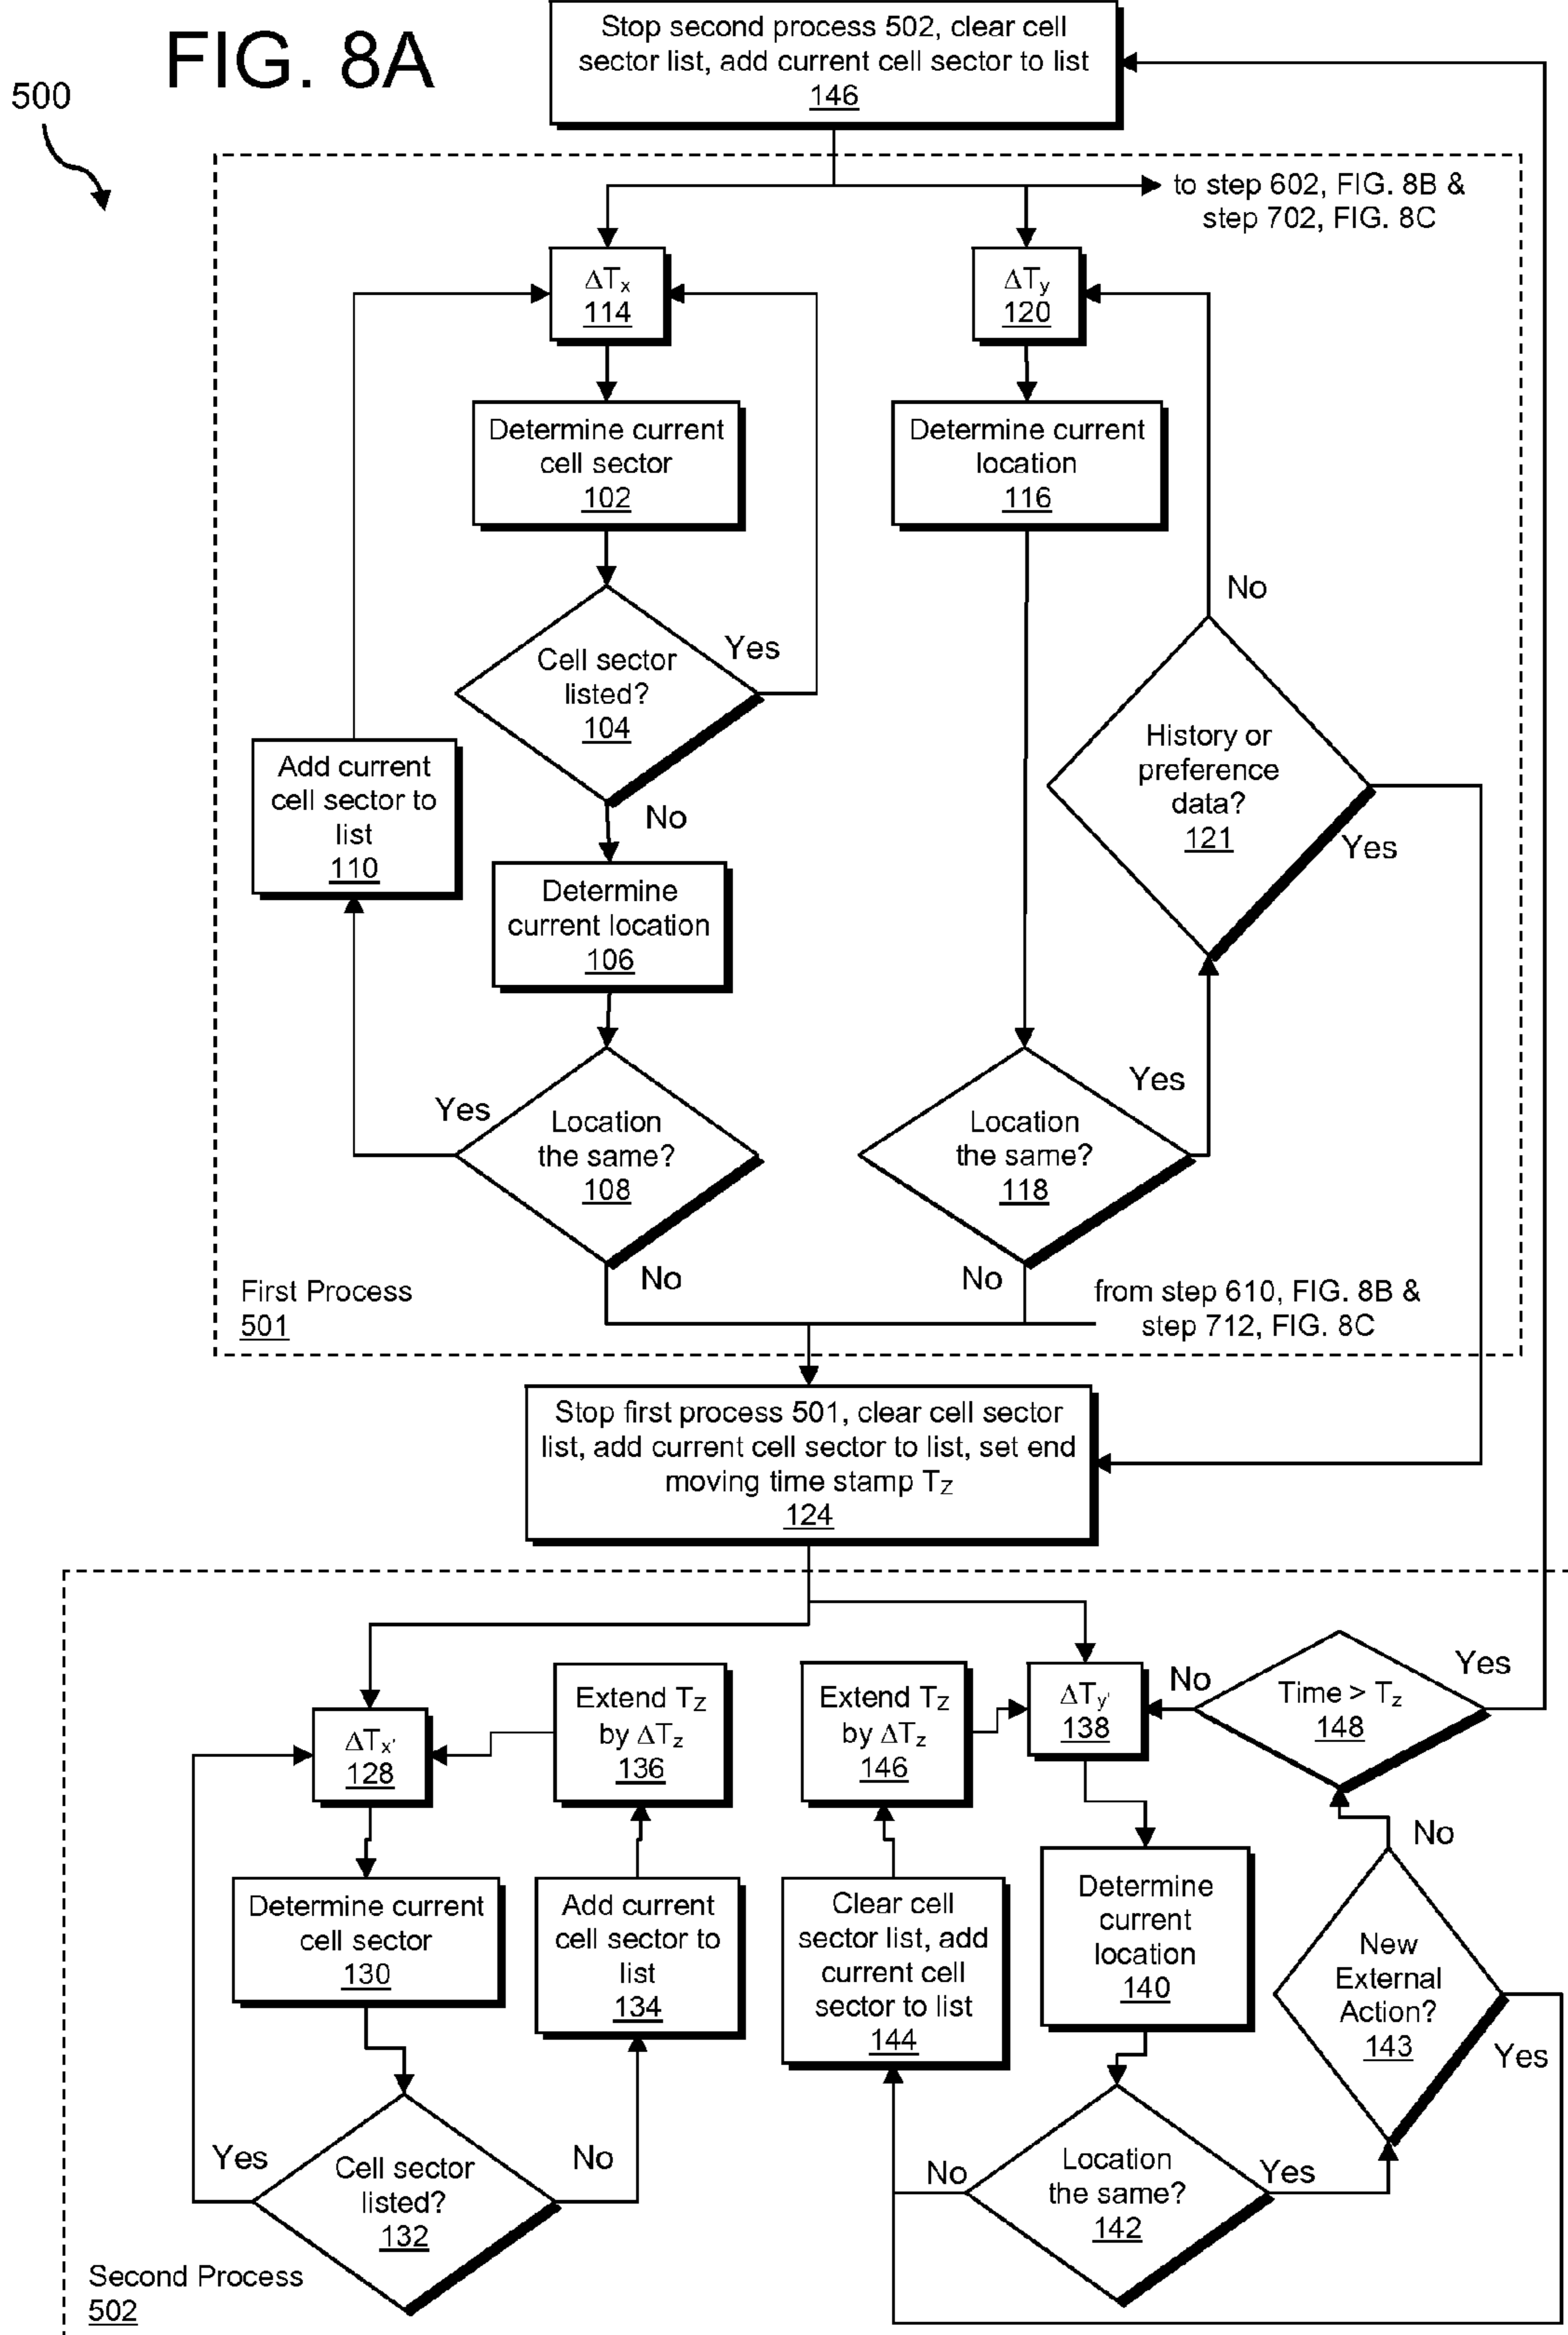 FIG. 8A
500
Stop second process 502, clear cell
sector list, add current cell sector to list
146
to step 602, FIG. 8B &
step 702, FIG. 8C
ΔTx
114
ΔTy
120
Determine current
cell sector
102
Determine current
location
116
No
Yes
Cell sector
listed?
104
History or
preference
data?
121
Yes
Add current
cell sector to
list
110
No
Determine
current location
106
Yes
Location
the same?
108
Yes
Location
the same?
118
No
No
First Process
501
from step 610, FIG. 8B &
step 712, FIG. 8C
Stop first process 501, clear cell sector
list, add current cell sector to list, set end
moving time stamp TZ
124
ΔTx'
128
Extend TZ
by ΔTz
136
Extend TZ
by ΔTz
146
ΔTy'
138
No
Time > Tz
148
Yes
No
Determine current
cell sector
130
Add current
cell sector to
list
134
Clear cell
sector list, add
current cell
sector to list
144
Determine
current
location
140
New
External
Action?
143
Yes
Yes
Cell sector
listed?
132
No
No
Location
the same?
142
Yes
Second Process
502